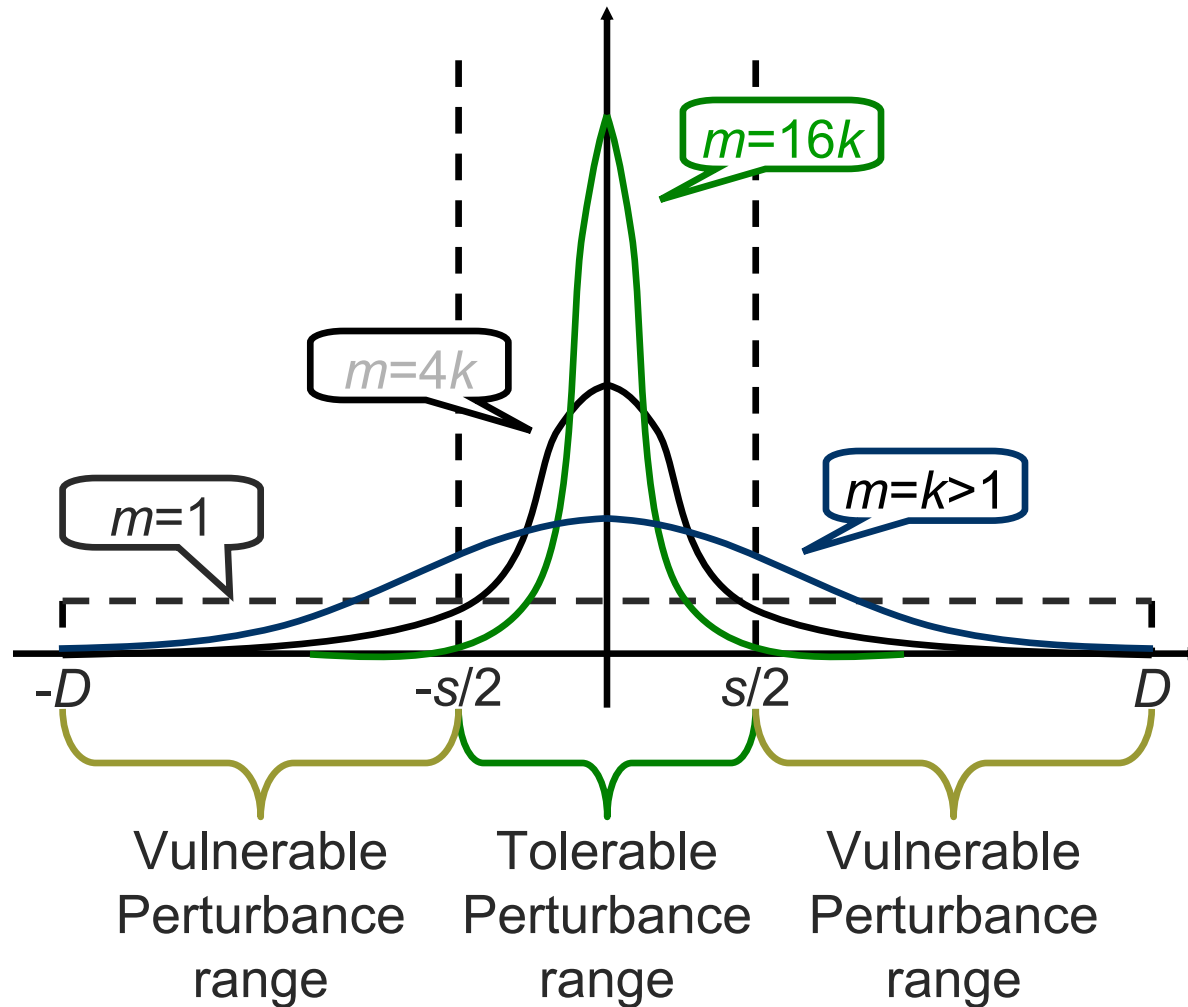 m=16k
m=4k
m=k>1
m=1
-D
-s/2
s/2
D
Vulnerable
Perturbance
range
Tolerable
Perturbance
range
Vulnerable
Perturbance
range